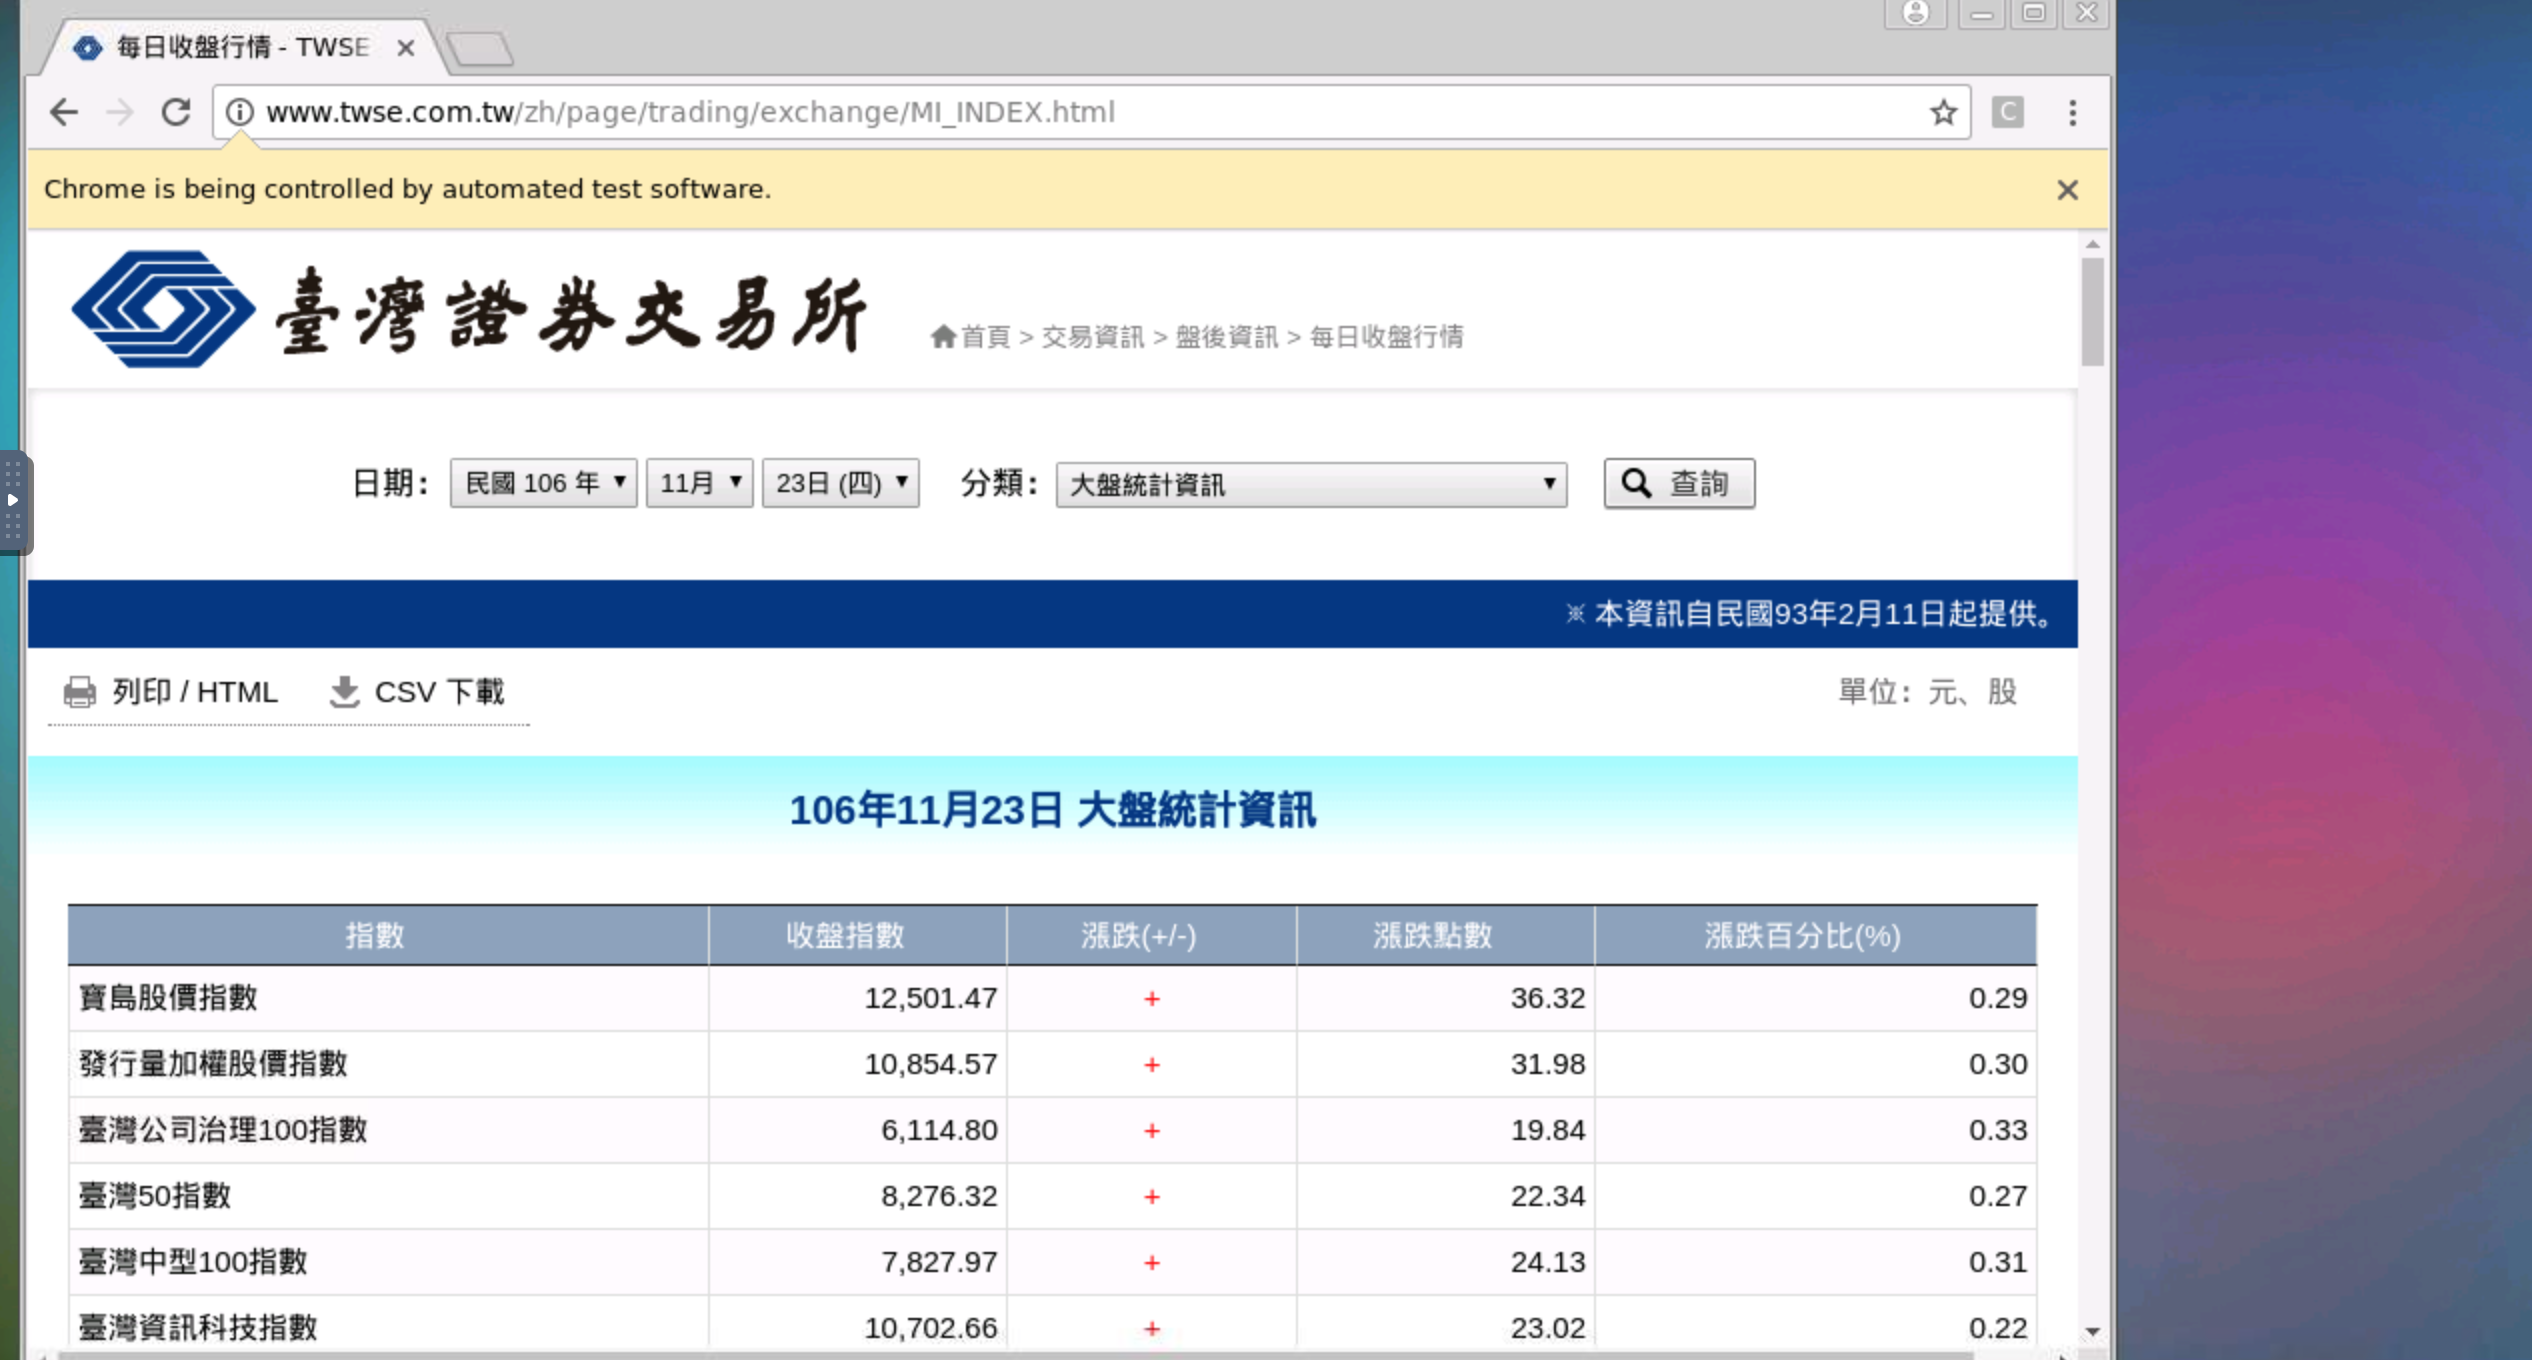 每日收盤行情 - TWSE
www.twse.com.tw/zh/page/trading/exchange/MI_INDEX.html
C
Chrome is being controlled by automated test software.
臺灣證券交易所
首頁 > 交易資訊 > 盤後資訊 > 每日收盤行情
日期: 民國 106 年 11月 23日 (四) 分類: 大盤統計資訊 查詢
※ 本資訊自民國93年2月11日起提供。
列印 / HTML CSV 下載 單位: 元、股
106年11月23日 大盤統計資訊
指數 收盤指數 漲跌(+/-) 漲跌點數 漲跌百分比(%)
寶島股價指數 12,501.47 + 36.32 0.29
發行量加權股價指數 10,854.57 + 31.98 0.30
臺灣公司治理100指數 6,114.80 + 19.84 0.33
臺灣50指數 8,276.32 + 22.34 0.27
臺灣中型100指數 7,827.97 + 24.13 0.31
臺灣資訊科技指數 10,702.66 + 23.02 0.22